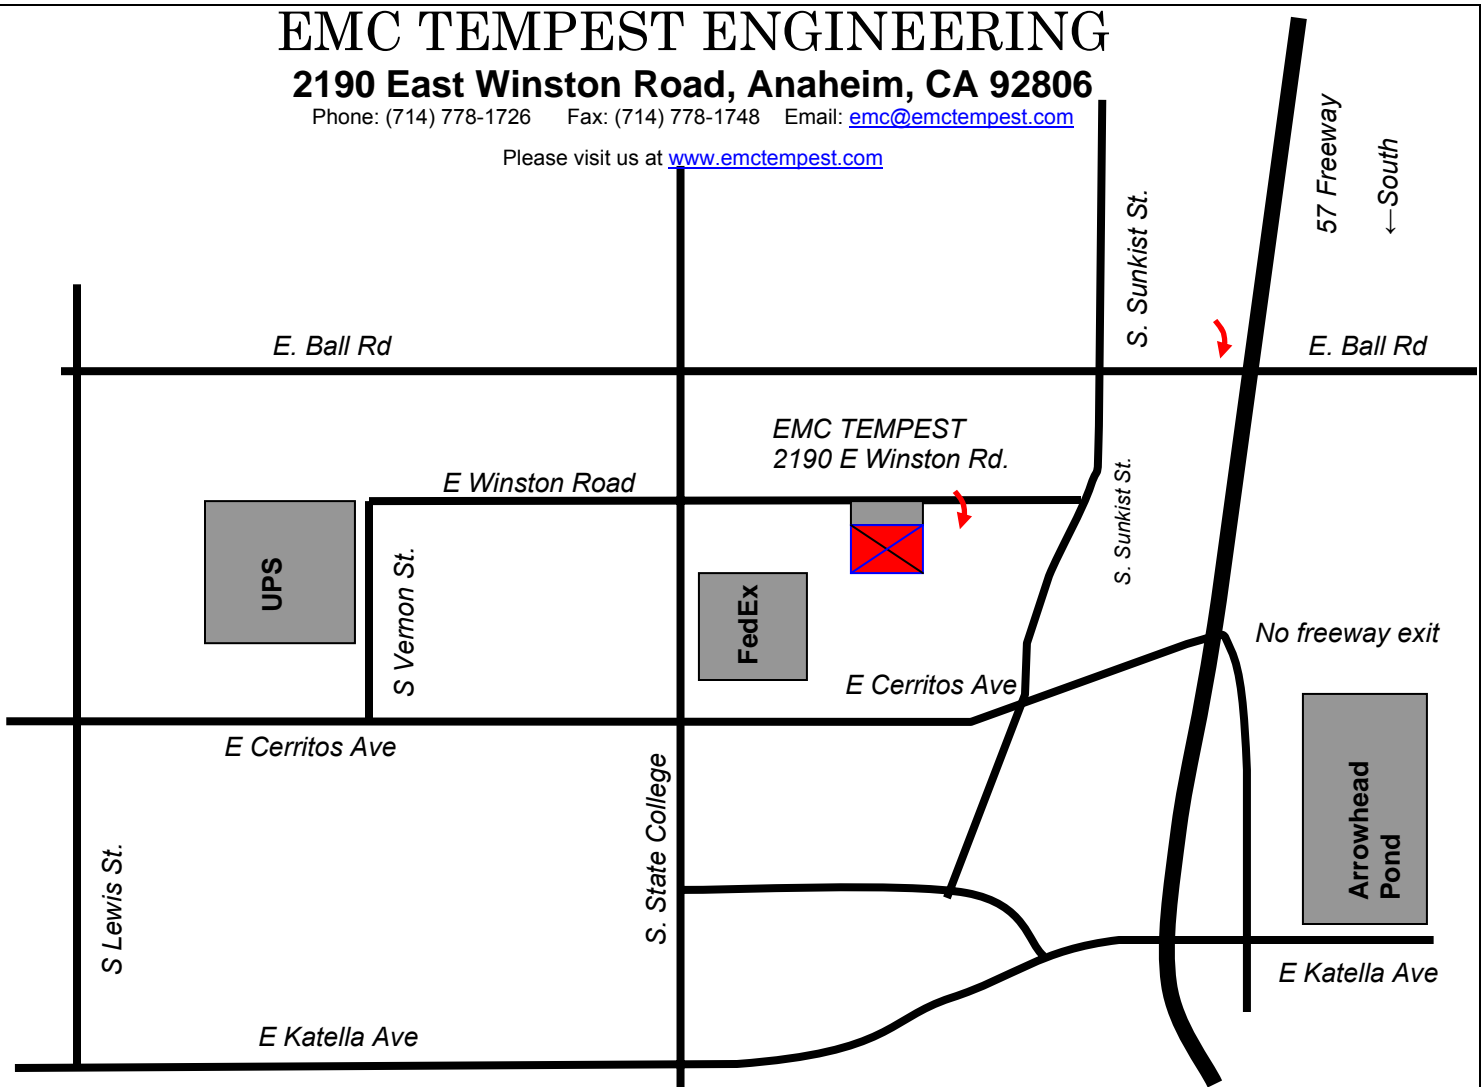 EMC TEMPEST ENGINEERING
2190 East Winston Road, Anaheim, CA 92806
Phone: (714) 778-1726 Fax: (714) 778-1748 Email: emc@emctempest.com
Please visit us at www.emctempest.com
57 Freeway
←South
S. Sunkist St.
E. Ball Rd
E. Ball Rd
EMC TEMPEST
2190 E Winston Rd.
E Winston Road
S. Sunkist St.
UPS
S Vernon St.
FedEx
No freeway exit
E Cerritos Ave
E Cerritos Ave
S. State College
Arrowhead
Pond
S Lewis St.
E Katella Ave
E Katella Ave